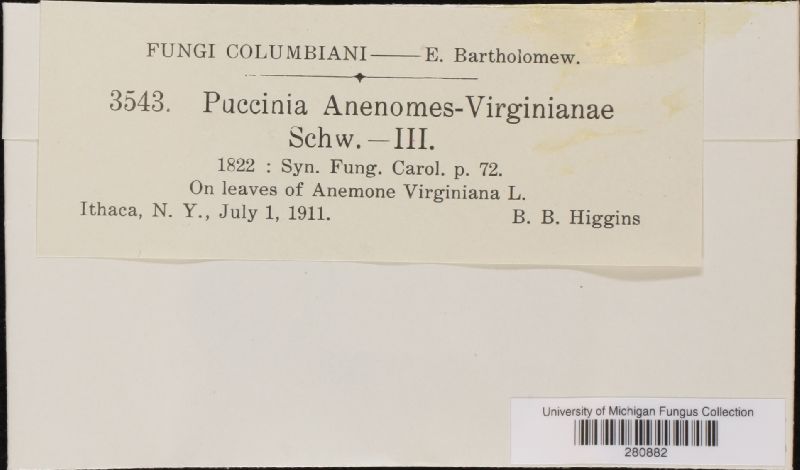 FUNGI COLUMBIANI—E. Bartholomew.
3543. Puccinia Anenomes-Virginianae
Schw.—III.
1822 : Syn. Fung. Carol. p. 72.
On leaves of Anemone Virginiana L.
Ithaca, N. Y., July 1, 1911. B. B. Higgins
University of Michigan Fungus Collection
280882